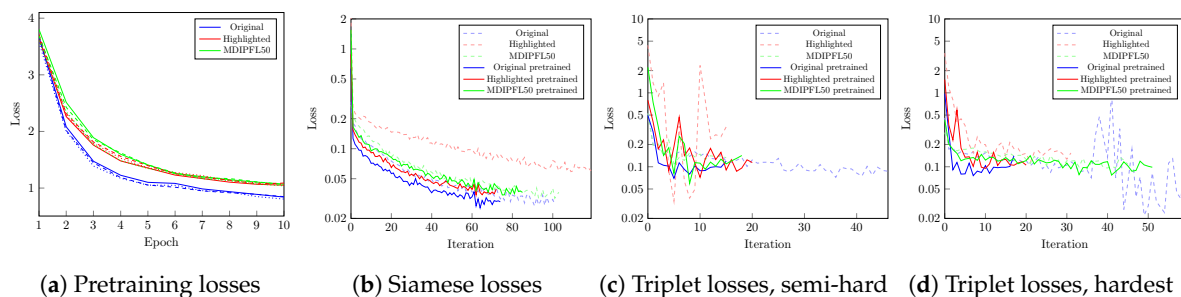 4
3
2
1
Loss
1 2 3 4 5 6 7 8 9 10
Epoch
Original
Highlighted
MDIPFL50
(a) Pretraining losses
2
0.8
0.5
0.2
0.1
0.05
0.02
Loss
0 20 40 60 80 100
Iteration
Original
Highlighted
MDIPFL50
Original pretrained
Highlighted pretrained
MDIPFL50 pretrained
(b) Siamese losses
10
5
2
1
0.5
0.2
0.1
0.05
0.02
Loss
0 10 20 30 40
Iteration
Original
Highlighted
MDIPFL50
Original pretrained
Highlighted pretrained
MDIPFL50 pretrained
(c) Triplet losses, semi-hard
10
5
2
1
0.5
0.2
0.1
0.05
0.02
Loss
0 10 20 30 40 50
Iteration
Original
Highlighted
MDIPFL50
Original pretrained
Highlighted pretrained
MDIPFL50 pretrained
(d) Triplet losses, hardest